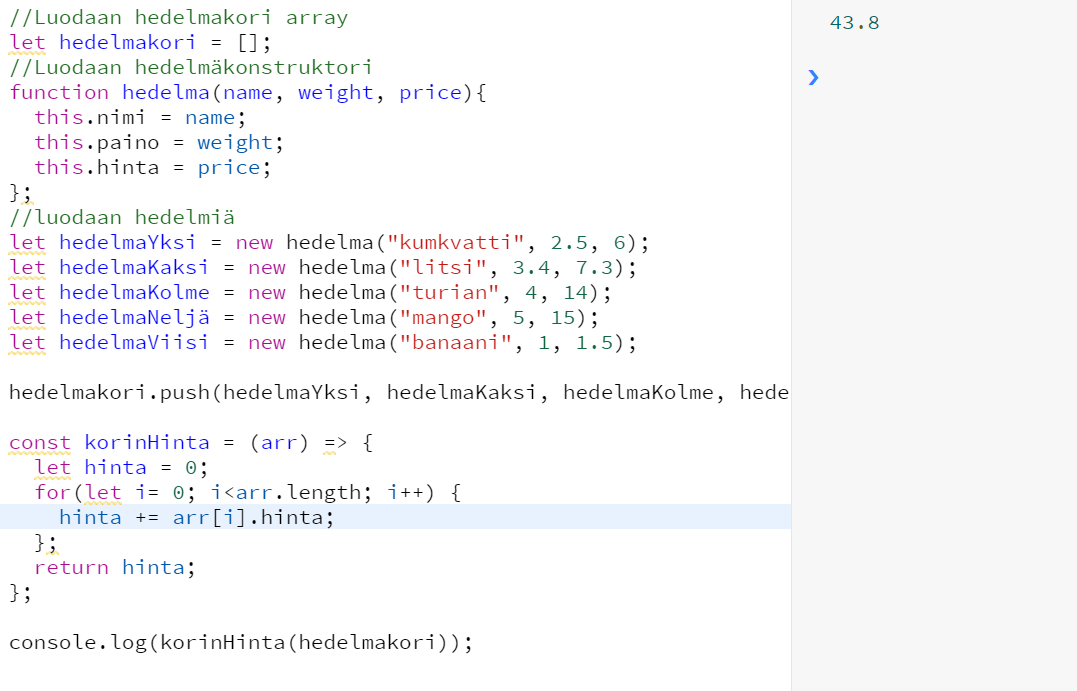 //Luodaan hedelmakori array
let hedelmakori = [];
//Luodaan hedelmäkonstruktori
function hedelma(name, weight, price){
  this.nimi = name;
  this.paino = weight;
  this.hinta = price;
};
//luodaan hedelmiä
let hedelmaYksi = new hedelma("kumkvatti", 2.5, 6);
let hedelmaKaksi = new hedelma("litsi", 3.4, 7.3);
let hedelmaKolme = new hedelma("turian", 4, 14);
let hedelmaNeljä = new hedelma("mango", 5, 15);
let hedelmaViisi = new hedelma("banaani", 1, 1.5);
hedelmakori.push(hedelmaYksi, hedelmaKaksi, hedelmaKolme, hede
const korinHinta = (arr) => {
  let hinta = 0;
  for(let i= 0; i<arr.length; i++) {
    hinta += arr[i].hinta;
  };
  return hinta;
};
console.log(korinHinta(hedelmakori));
43.8